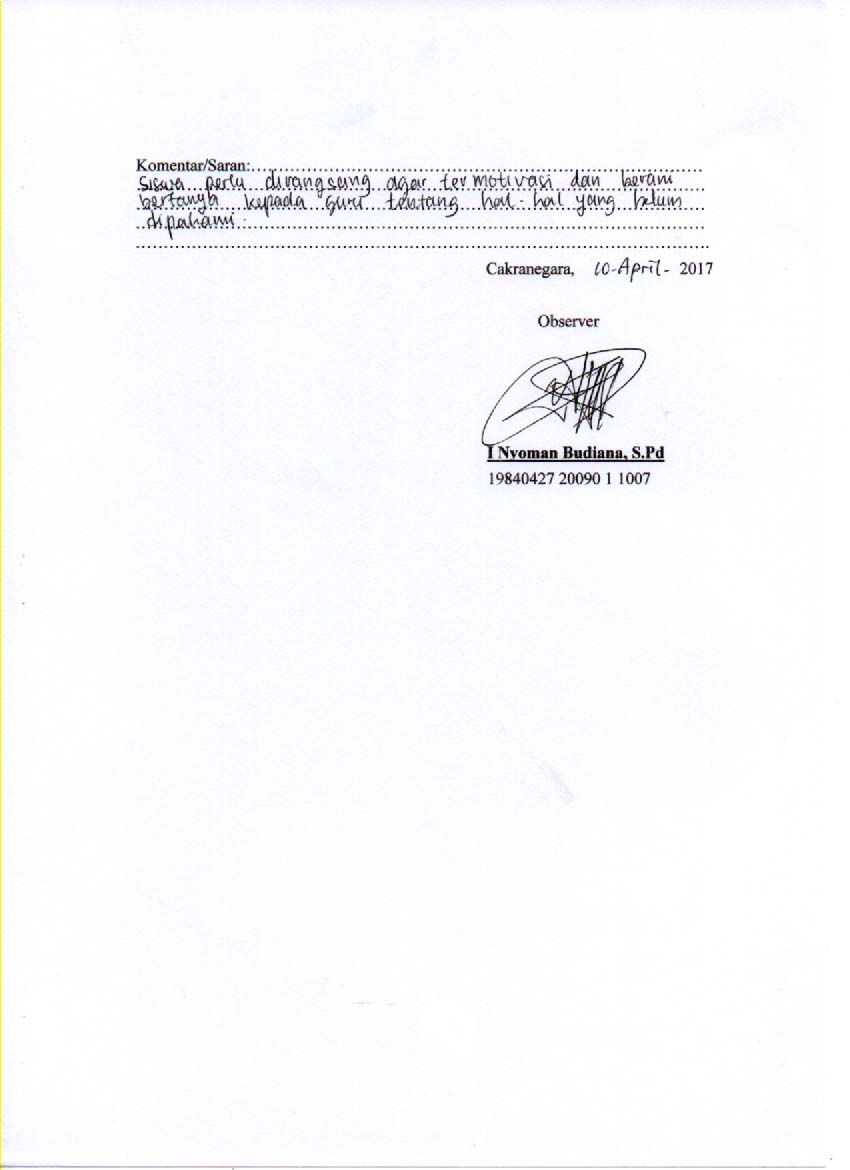 Komentar/Saran:
Siswa perlu dirangsang agar termotivasi dan berani
bertanya kepada Guru tentang hal-hal yang belum
dipahami.
Cakranegara, 10-April- 2017
Observer
I Nyoman Budiana, S.Pd
19840427 20090 1 1007